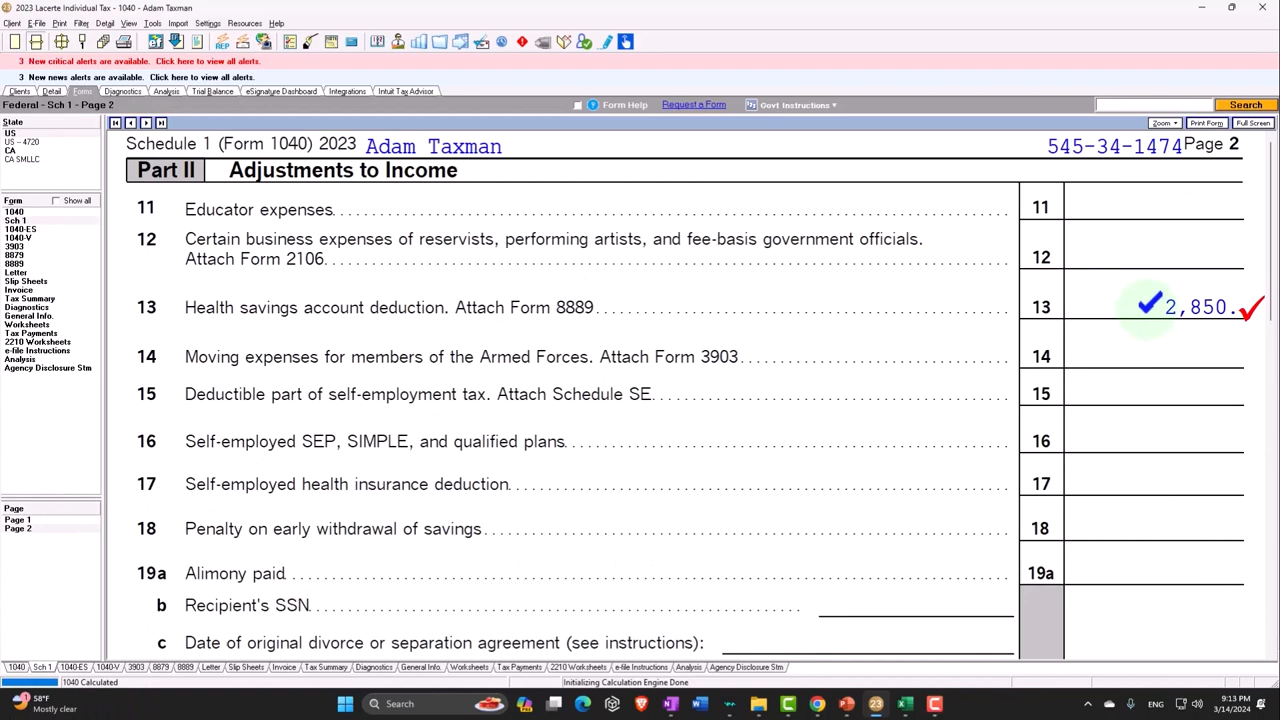 2023 Lacerte Individual Tax - 1040 - Adam Taxman
Client E-File Print Filter Detail View Tools Import Settings Resources Help
3 New critical alerts are available. Click here to view all alerts.
3 New news alerts are available. Click here to view all alerts.
Clients Detail Forms Diagnostics Analysis Trial Balance eSignature Dashboard Integrations Intuit Tax Advisor
Federal - Sch 1 - Page 2
Form Help Request a Form Govt Instructions Search
State
US
US - 4720
CA
CA SMLLC
Form Show all
1040
Sch 1
1040-ES
1040-V
3903
8879
8889
Letter
Slip Sheets
Invoice
Tax Summary
Diagnostics
General Info.
Worksheets
Tax Payments
2210 Worksheets
e-file Instructions
Analysis
Agency Disclosure Stm
Page
Page 1
Page 2
Zoom Print Form Full Screen
Schedule 1 (Form 1040) 2023 Adam Taxman 545-34-1474 Page 2
Part II Adjustments to Income
11 Educator expenses 11
12 Certain business expenses of reservists, performing artists, and fee-basis government officials.
Attach Form 2106 12
13 Health savings account deduction. Attach Form 8889 13 2,850.
14 Moving expenses for members of the Armed Forces. Attach Form 3903 14
15 Deductible part of self-employment tax. Attach Schedule SE 15
16 Self-employed SEP, SIMPLE, and qualified plans 16
17 Self-employed health insurance deduction 17
18 Penalty on early withdrawal of savings 18
19a Alimony paid 19a
b Recipient's SSN
c Date of original divorce or separation agreement (see instructions):
1040 Sch 1 1040-ES 1040-V 3903 8879 8889 Letter Slip Sheets Invoice Tax Summary Diagnostics General Info. Worksheets Tax Payments 2210 Worksheets e-file Instructions Analysis Agency Disclosure Stm
1040 Calculated Initializing Calculation Engine Done
58°F
Mostly clear
Search
ENG
9:13 PM
3/14/2024